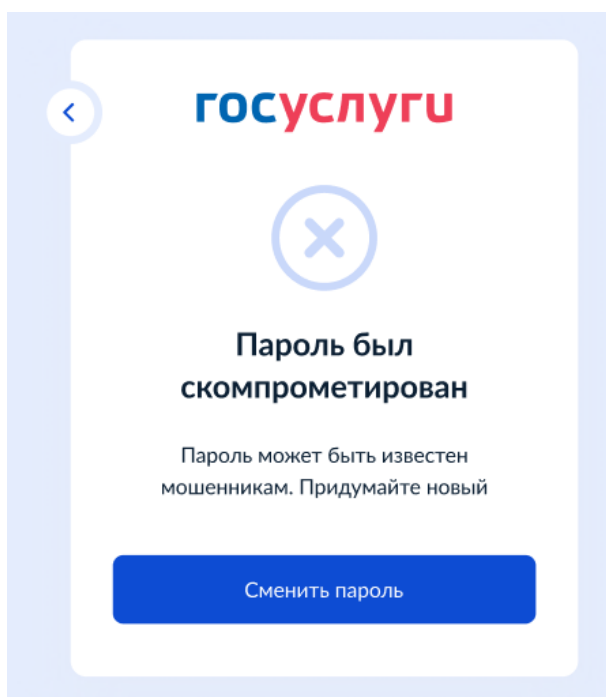 госуслуги
Пароль был
скомпрометирован
Пароль может быть известен
мошенникам. Придумайте новый
Сменить пароль